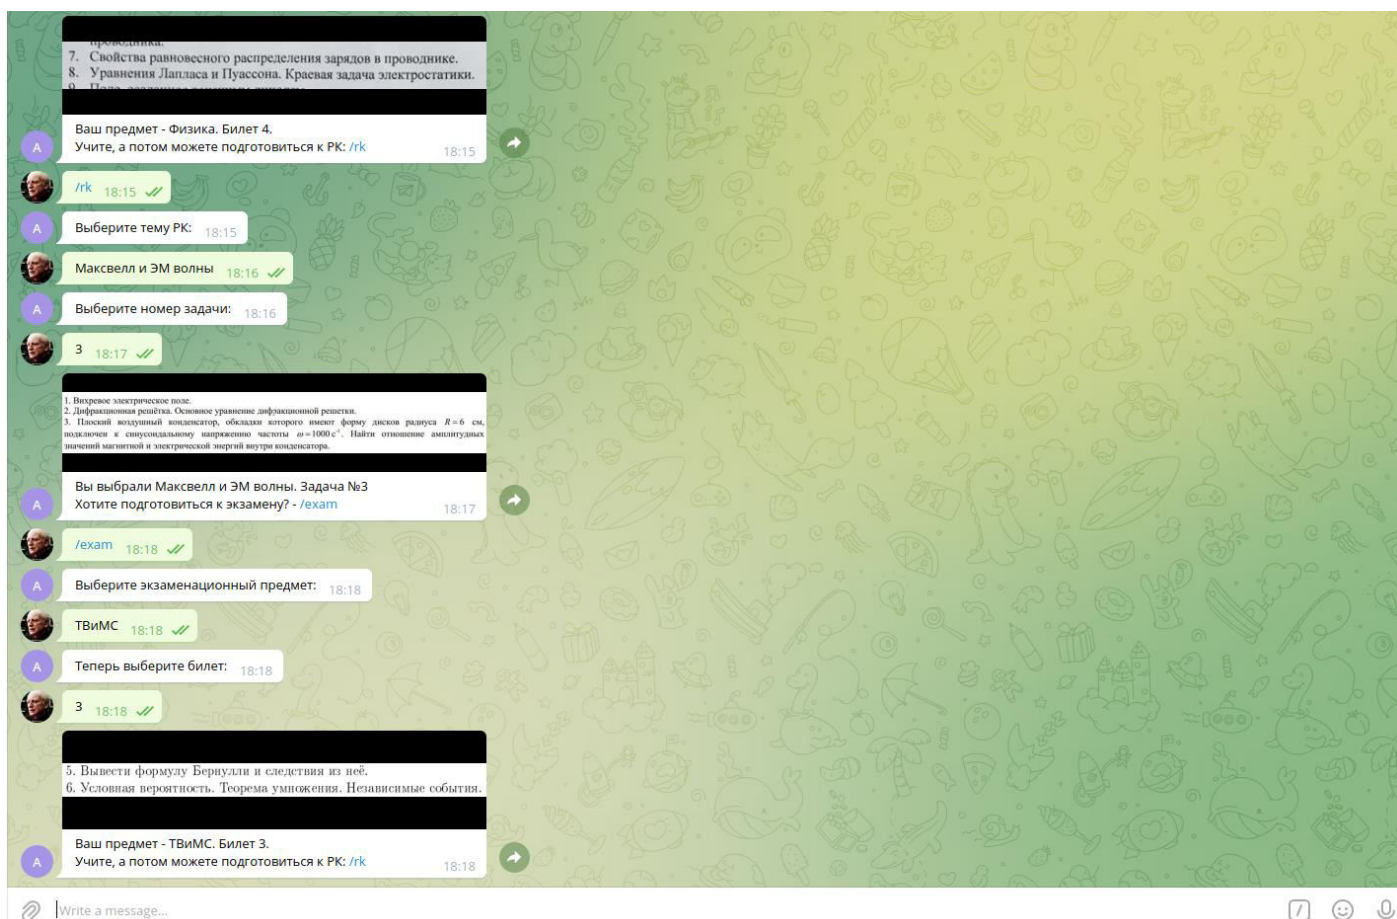 проводника.
7. Свойства равновесного распределения зарядов в проводнике.
8. Уравнения Лапласа и Пуассона. Краевая задача электростатики.
9
Ваш предмет - Физика. Билет 4.
Учите, а потом можете подготовиться к РК: /rk
18:15
A
/rk 18:15
A
Выберите тему РК: 18:15
Максвелл и ЭМ волны 18:16
A
Выберите номер задачи: 18:16
3 18:17
1. Вихревое электрическое поле.
2. Дифракционная решётка. Основное уравнение дифракционной решетки.
3. Плоский воздушный конденсатор, обкладки которого имеют форму дисков радиуса R=6 см,
подключен к синусоидальному напряжению частоты ω=1000 с⁻¹. Найти отношение амплитудных
значений магнитной и электрической энергий внутри конденсатора.
Вы выбрали Максвелл и ЭМ волны. Задача №3
Хотите подготовиться к экзамену? - /exam
18:17
A
/exam 18:18
A
Выберите экзаменационный предмет: 18:18
ТВиМС 18:18
A
Теперь выберите билет: 18:18
3 18:18
5. Вывести формулу Бернулли и следствия из неё.
6. Условная вероятность. Теорема умножения. Независимые события.
Ваш предмет - ТВиМС. Билет 3.
Учите, а потом можете подготовиться к РК: /rk
18:18
A
Write a message...